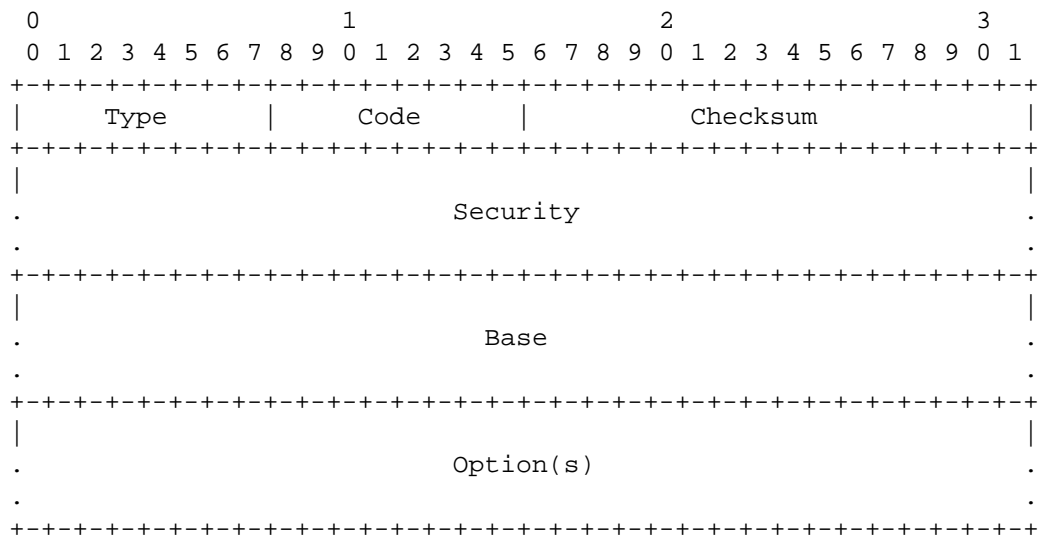 0                   1                   2                   3
0 1 2 3 4 5 6 7 8 9 0 1 2 3 4 5 6 7 8 9 0 1 2 3 4 5 6 7 8 9 0 1
+-+-+-+-+-+-+-+-+-+-+-+-+-+-+-+-+-+-+-+-+-+-+-+-+-+-+-+-+-+-+-+-+
|     Type      |     Code      |          Checksum             |
+-+-+-+-+-+-+-+-+-+-+-+-+-+-+-+-+-+-+-+-+-+-+-+-+-+-+-+-+-+-+-+-+
|                                                               |
.                           Security                            .
.                                                               .
+-+-+-+-+-+-+-+-+-+-+-+-+-+-+-+-+-+-+-+-+-+-+-+-+-+-+-+-+-+-+-+-+
|                                                               |
.                             Base                              .
.                                                               .
+-+-+-+-+-+-+-+-+-+-+-+-+-+-+-+-+-+-+-+-+-+-+-+-+-+-+-+-+-+-+-+-+
|                                                               |
.                           Option(s)                           .
.                                                               .
+-+-+-+-+-+-+-+-+-+-+-+-+-+-+-+-+-+-+-+-+-+-+-+-+-+-+-+-+-+-+-+-+